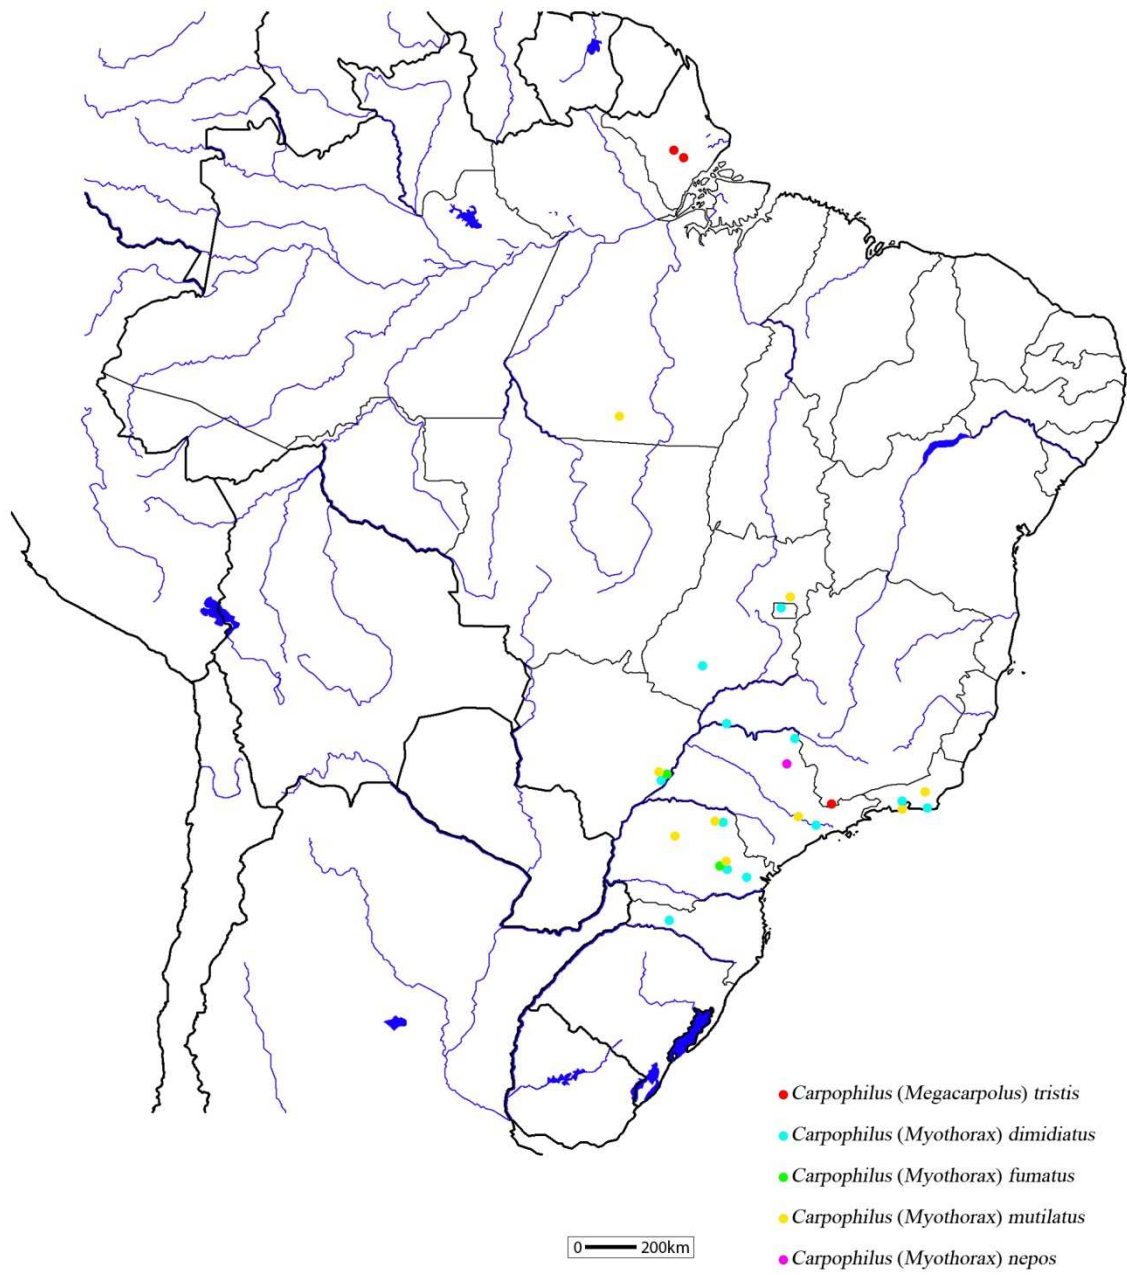 Carpophilus (Megacarpolus) tristis
Carpophilus (Myothorax) dimidiatus
Carpophilus (Myothorax) fumatus
Carpophilus (Myothorax) mutilatus
Carpophilus (Myothorax) nepos
0 200km